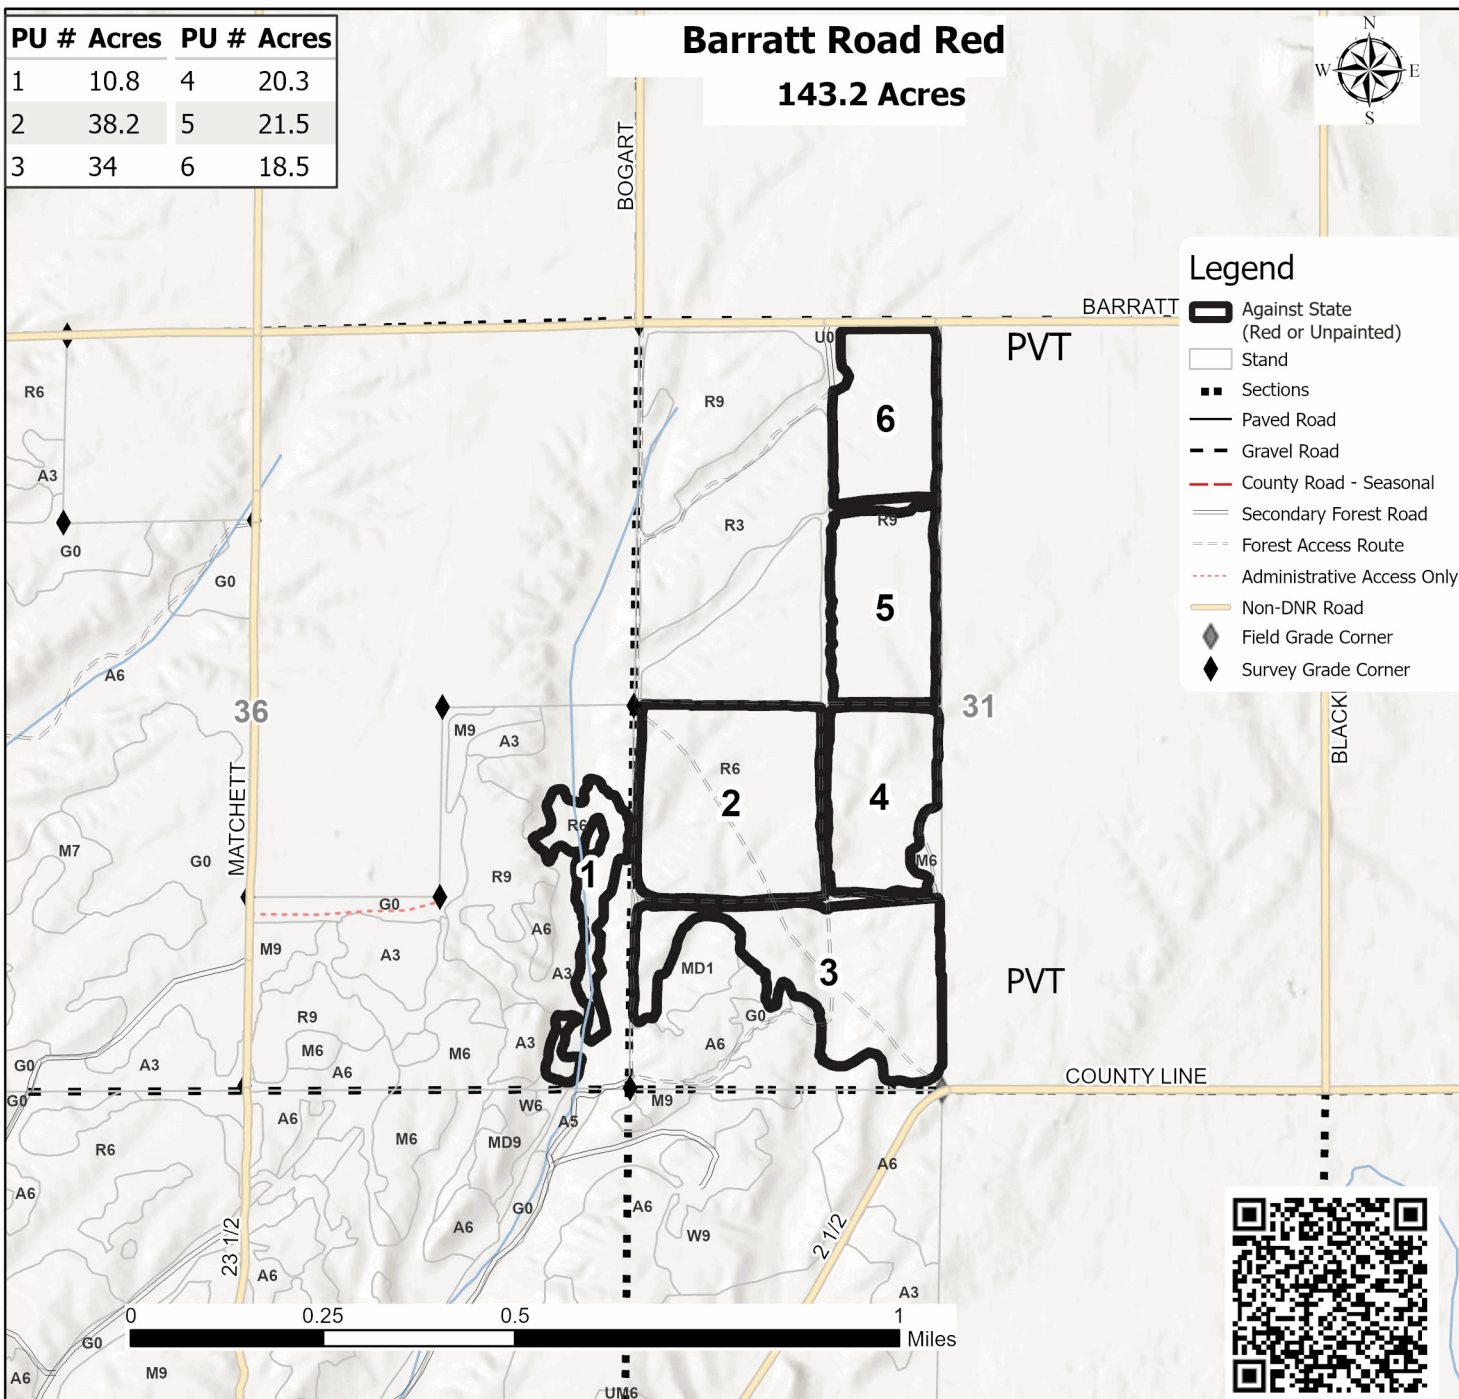 PU # Acres PU # Acres
1 10.8 4 20.3
2 38.2 5 21.5
3 34 6 18.5
Barratt Road Red
143.2 Acres
N
W E
S
BOGART
Legend
Against State
(Red or Unpainted)
Stand
Sections
Paved Road
Gravel Road
County Road - Seasonal
Secondary Forest Road
Forest Access Route
Administrative Access Only
Non-DNR Road
Field Grade Corner
Survey Grade Corner
BARRATT
PVT
U0
R6
R9
6
A3
R3
R9
G0
G0
5
A6
36
31
M9
A3
BLACKI
MATCHETT
R6
2
4
R6
M7
G0
1
M6
R9
G0
A6
M9
A3
A3
MD1
3
PVT
R9
G0
M6
M6
A3
A6
G0
A3
A6
COUNTY LINE
G0
W6
M9
A6
A5
R6
M6
MD9
A6
A6
G0
A6
A6
W9
23 1/2
2 1/2
A6
A3
0 0.25 0.5 1
Miles
G0
A6
M9
UM6